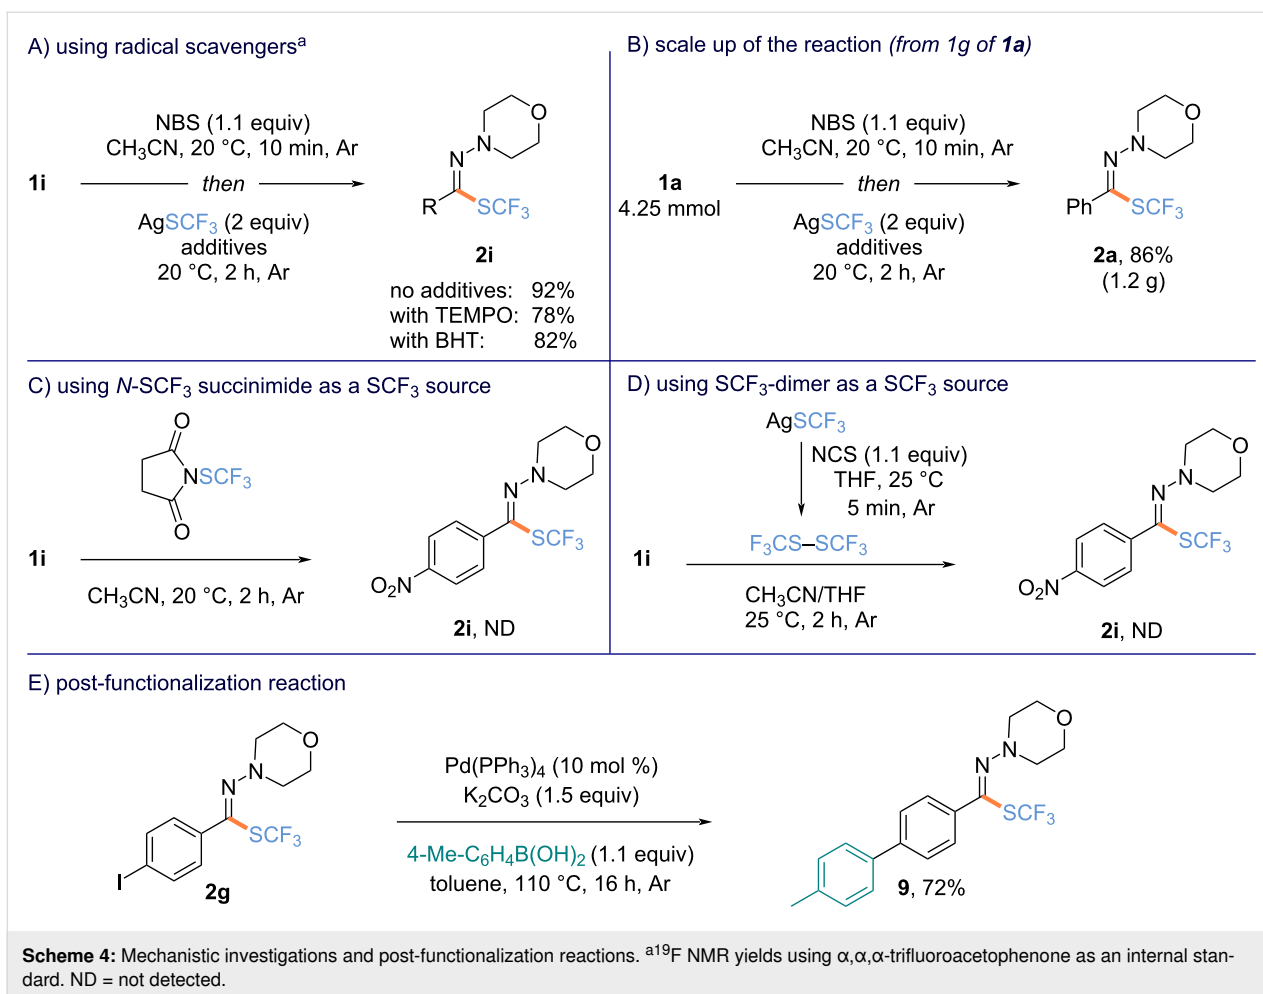 A) using radical scavengersᵃ
NBS (1.1 equiv)
CH₃CN, 20 °C, 10 min, Ar
1i
then
AgSCF₃ (2 equiv)
additives
20 °C, 2 h, Ar
O
N
N
R
SCF₃
2i
no additives: 92%
with TEMPO: 78%
with BHT: 82%
B) scale up of the reaction (from 1g of 1a)
1a
4.25 mmol
NBS (1.1 equiv)
CH₃CN, 20 °C, 10 min, Ar
then
AgSCF₃ (2 equiv)
additives
20 °C, 2 h, Ar
O
N
N
Ph
SCF₃
2a, 86%
(1.2 g)
C) using N-SCF₃ succinimide as a SCF₃ source
O
NSCF₃
O
1i
CH₃CN, 20 °C, 2 h, Ar
O
N
N
SCF₃
O₂N
2i, ND
D) using SCF₃-dimer as a SCF₃ source
AgSCF₃
NCS (1.1 equiv)
THF, 25 °C
5 min, Ar
F₃CS–SCF₃
1i
CH₃CN/THF
25 °C, 2 h, Ar
O
N
N
SCF₃
O₂N
2i, ND
E) post-functionalization reaction
O
N
N
SCF₃
I
2g
Pd(PPh₃)₄ (10 mol %)
K₂CO₃ (1.5 equiv)
4-Me-C₆H₄B(OH)₂ (1.1 equiv)
toluene, 110 °C, 16 h, Ar
O
N
N
SCF₃
9, 72%
Scheme 4: Mechanistic investigations and post-functionalization reactions. ᵃ¹⁹F NMR yields using α,α,α-trifluoroacetophenone as an internal stan-
dard. ND = not detected.